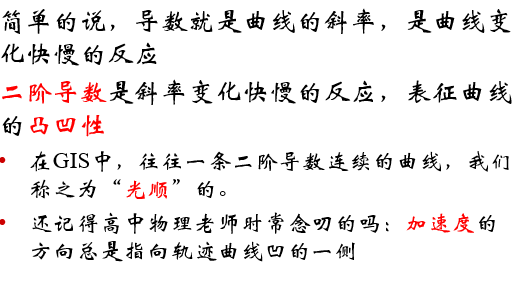 简单的说，导数就是曲线的斜率，是曲线变
化快慢的反应
二阶导数是斜率变化快慢的反应，表征曲线
的凸凹性
• 在GIS中，往往一条二阶导数连续的曲线，我们
称之为“光顺”的。
• 还记得高中物理老师时常念叨的吗：加速度的
方向总是指向轨迹曲线凹的一侧